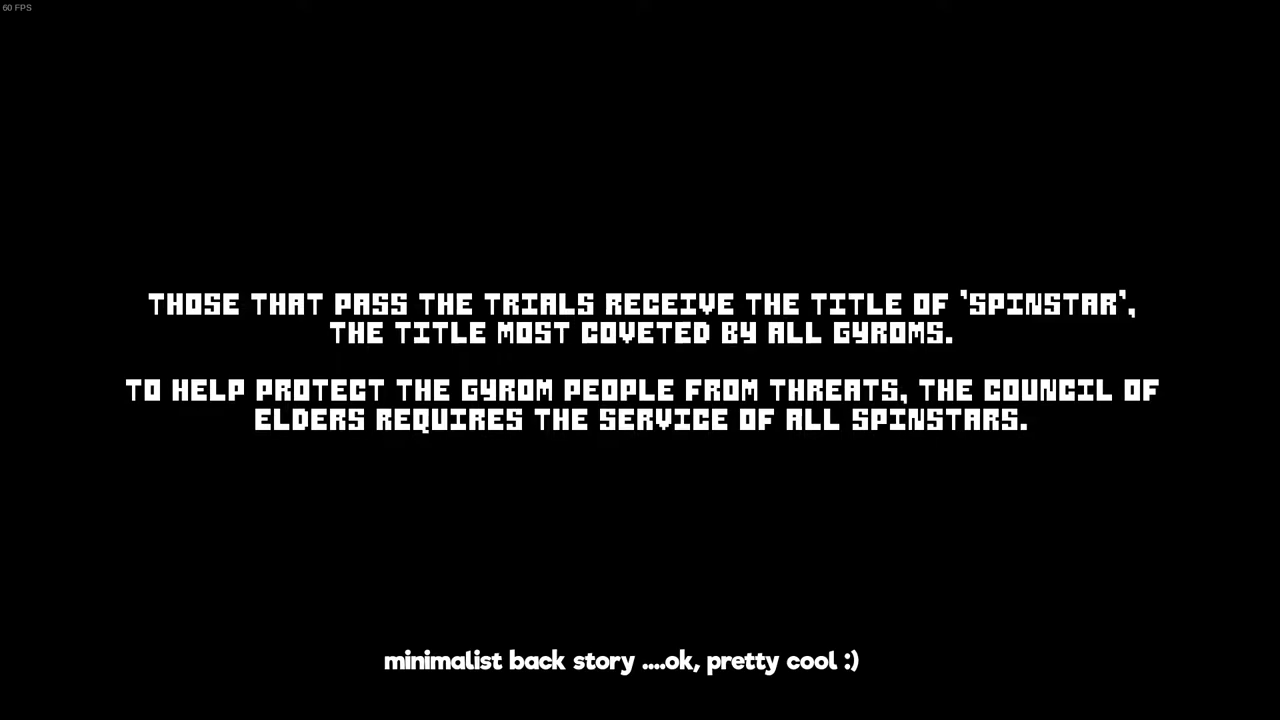 60 FPS
THOSE THAT PASS THE TRIALS RECEIVE THE TITLE OF 'SPINSTAR',
THE TITLE MOST COVETED BY ALL GYROMS.
TO HELP PROTECT THE GYROM PEOPLE FROM THREATS, THE COUNCIL OF
ELDERS REQUIRES THE SERVICE OF ALL SPINSTARS.
minimalist back story ....ok, pretty cool :)